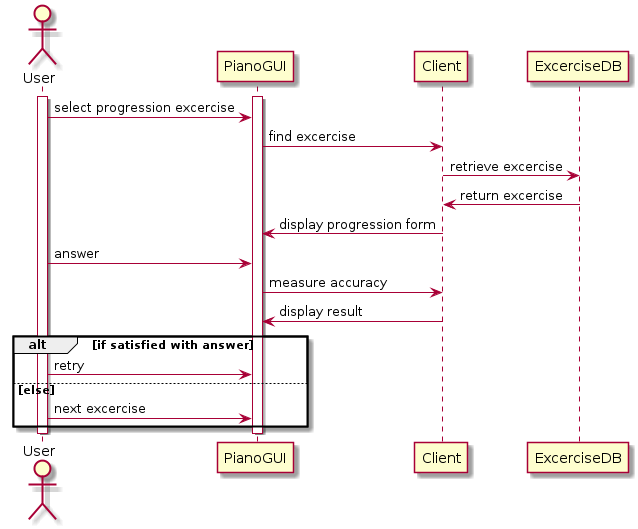 User
PianoGUI
Client
ExcerciseDB
select progression excercise
find excercise
retrieve excercise
return excercise
display progression form
answer
measure accuracy
display result
alt [if satisfied with answer]
retry
[else]
next excercise
User
PianoGUI
Client
ExcerciseDB